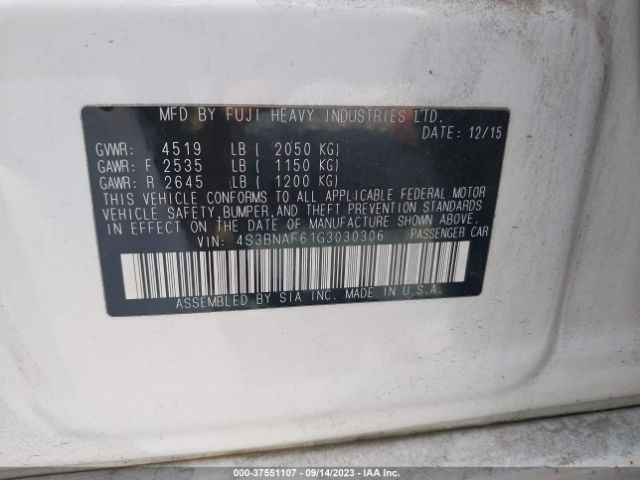 MFD BY FUJI HEAVY INDUSTRIES LTD.
DATE: 12/15
GVWR: 4519 LB ( 2050 KG)
GAWR: F 2535 LB ( 1150 KG)
GAWR: R 2645 LB ( 1200 KG)
THIS VEHICLE CONFORMS TO ALL APPLICABLE FEDERAL MOTOR
VEHICLE SAFETY, BUMPER, AND THEFT PREVENTION STANDARDS
IN EFFECT ON THE DATE OF MANUFACTURE SHOWN ABOVE.
VIN: 4S3BNAF61G3030306 PASSENGER CAR
ASSEMBLED BY SIA INC. MADE IN U.S.A.
000-37551107 - 09/14/2023 - IAA Inc.